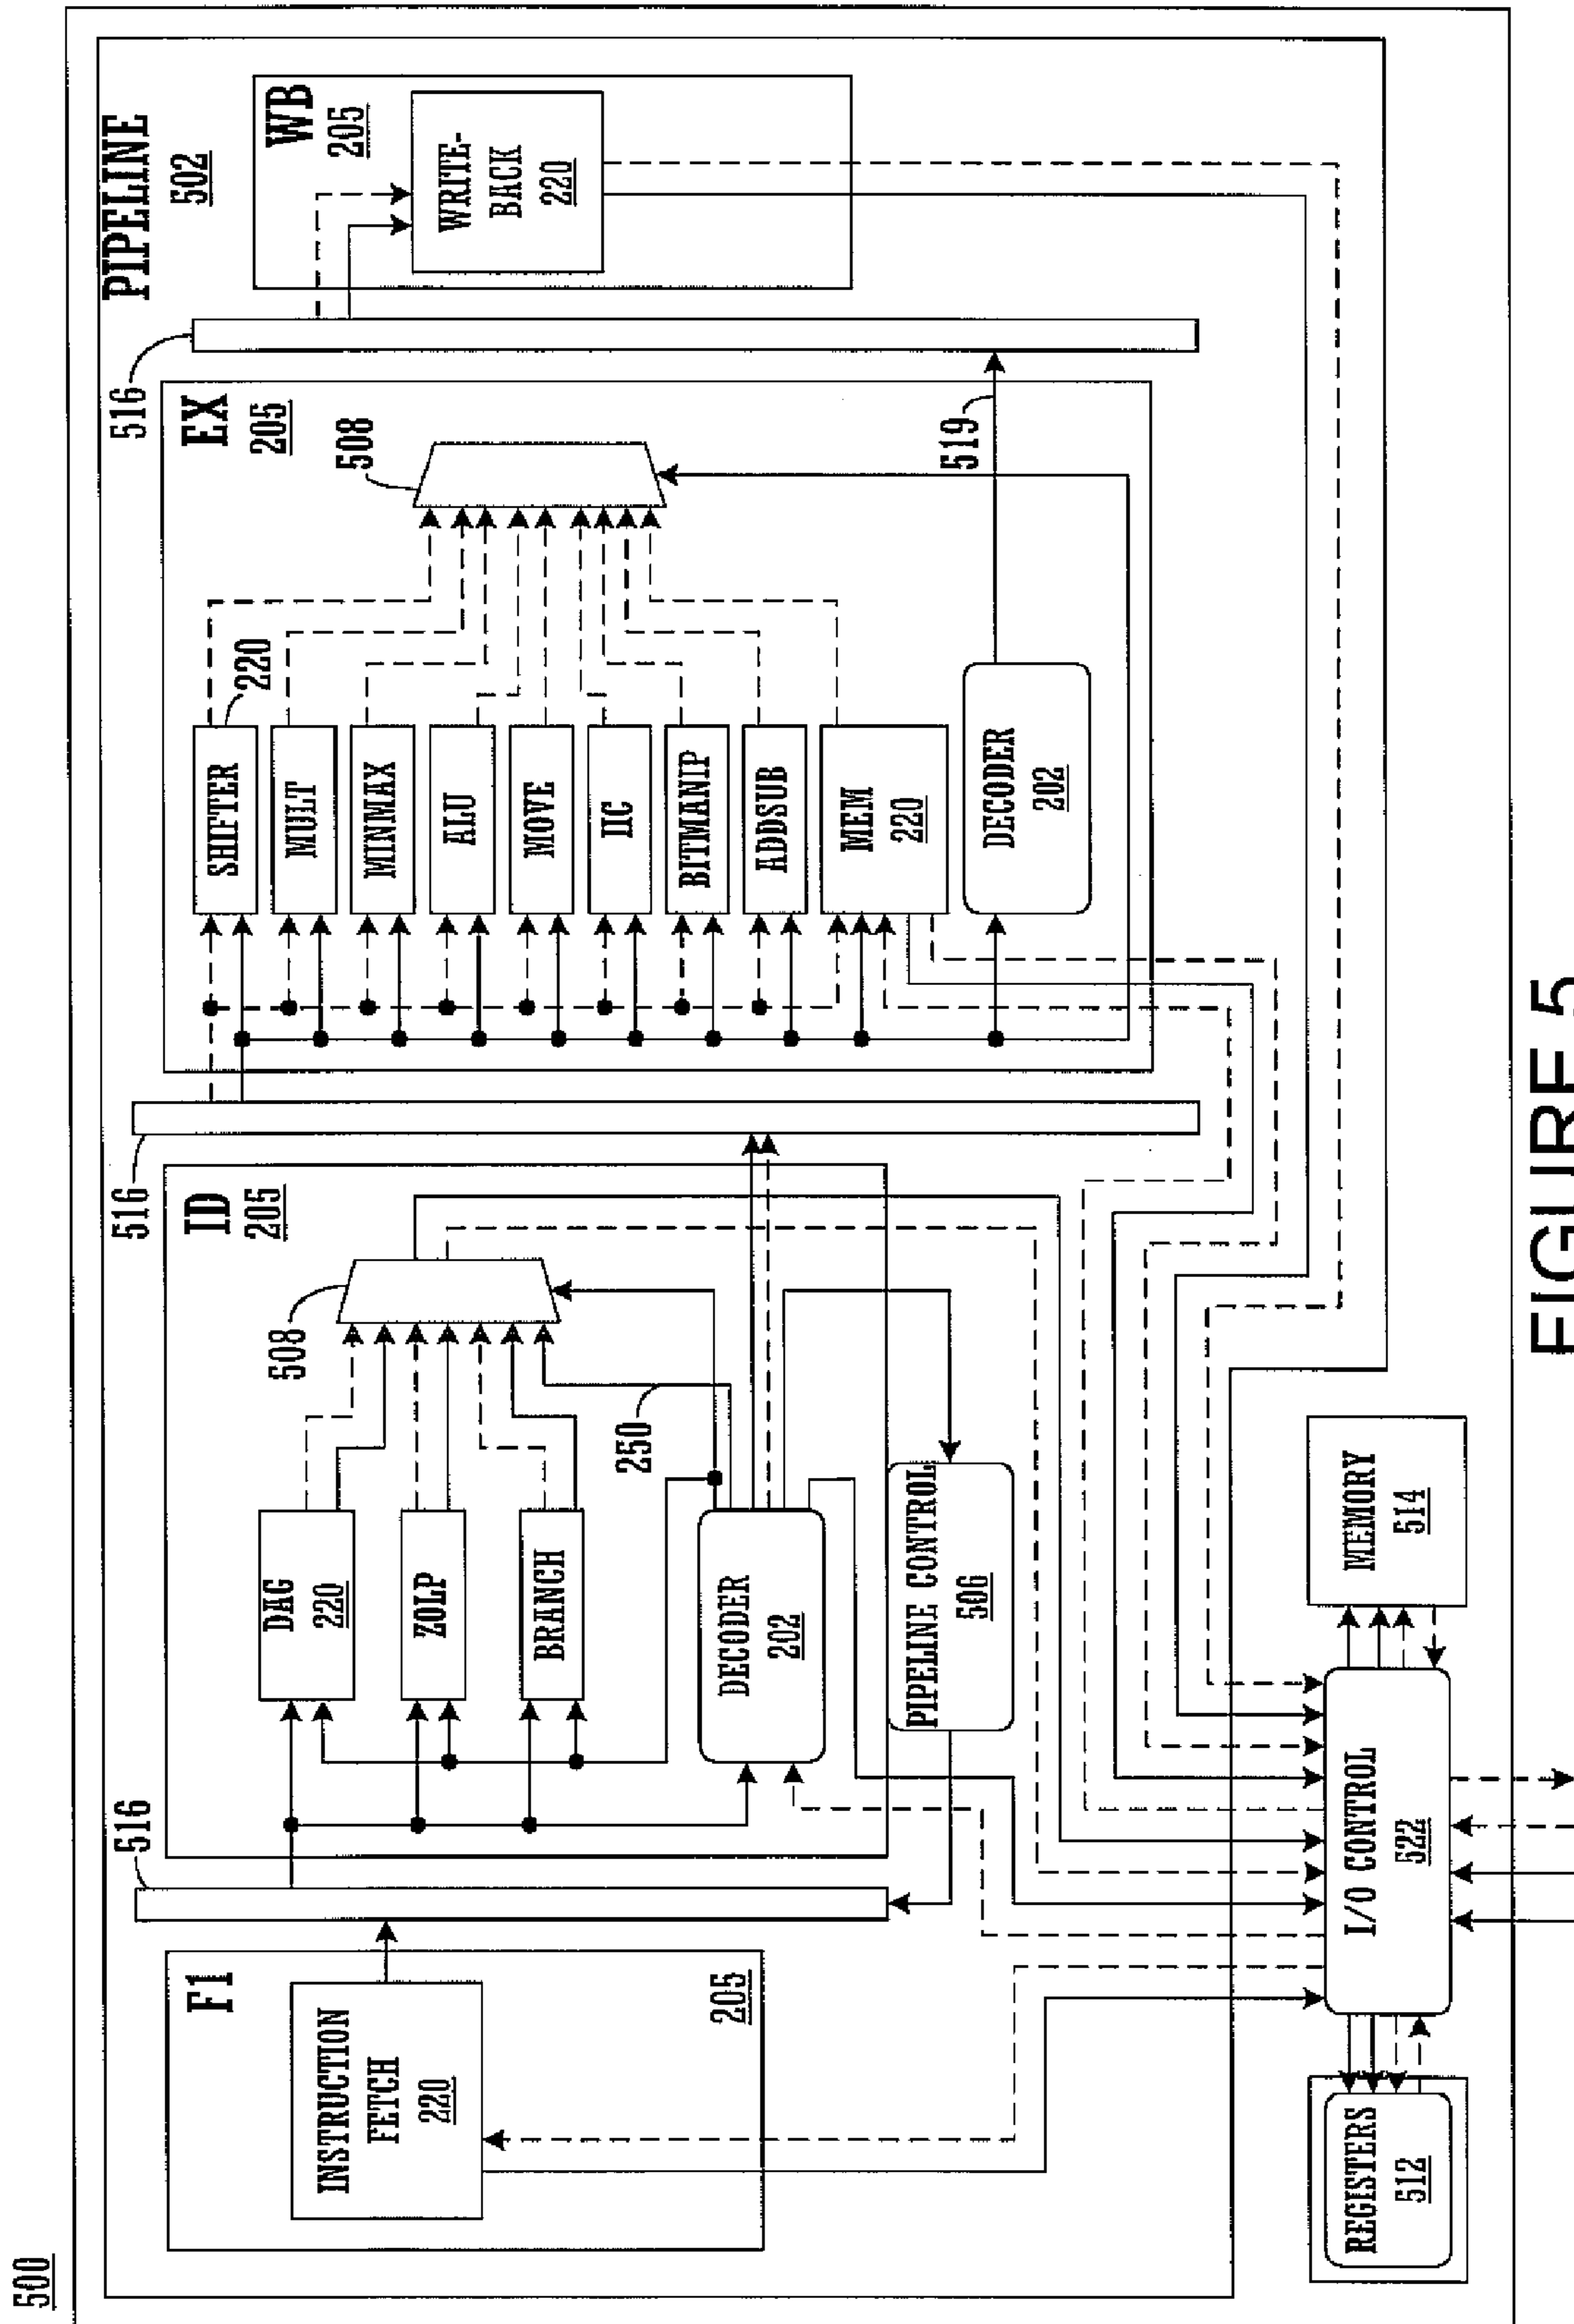 500
PIPELINE
502
F1
INSTRUCTION
FETCH
220
205
516
ID
205
DAG
220
ZOLP
BRANCH
DECODER
202
508
250
PIPELINE CONTROL
506
516
EX
205
SHIFTER
220
MULT
MINMAX
ALU
MOVE
IIC
BITMANIP
ADDSUB
MEM
220
DECODER
202
508
519
516
WB
205
WRITE-
BACK
220
REGISTERS
512
I/O CONTROL
522
MEMORY
514
FIGURE 5